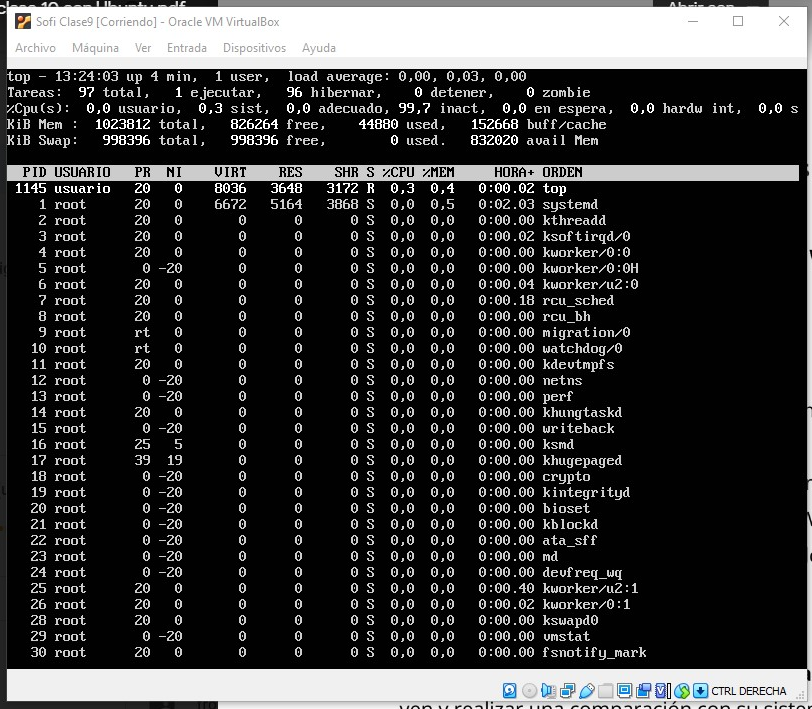 Sofi Clase9 [Corriendo] - Oracle VM VirtualBox
Archivo Máquina Ver Entrada Dispositivos Ayuda
top - 13:24:03 up 4 min, 1 user, load average: 0,00, 0,03, 0,00
Tareas: 97 total, 1 ejecutar, 96 hibernar, 0 detener, 0 zombie
%Cpu(s): 0,0 usuario, 0,3 sist, 0,0 adecuado, 99,7 inact, 0,0 en espera, 0,0 hardw int, 0,0 s
KiB Mem : 1023812 total, 826264 free, 44880 used, 152668 buff/cache
KiB Swap: 998396 total, 998396 free, 0 used. 832020 avail Mem
PID USUARIO PR NI VIRT RES SHR S %CPU %MEM HORA+ ORDEN
1145 usuario 20 0 8036 3648 3172 R 0,3 0,4 0:00.02 top
1 root 20 0 6672 5164 3868 S 0,0 0,5 0:02.03 systemd
2 root 20 0 0 0 0 S 0,0 0,0 0:00.00 kthreadd
3 root 20 0 0 0 0 S 0,0 0,0 0:00.02 ksoftirqd/0
4 root 20 0 0 0 0 S 0,0 0,0 0:00.00 kworker/0:0
5 root 0 -20 0 0 0 S 0,0 0,0 0:00.00 kworker/0:0H
6 root 20 0 0 0 0 S 0,0 0,0 0:00.04 kworker/u2:0
7 root 20 0 0 0 0 S 0,0 0,0 0:00.18 rcu_sched
8 root 20 0 0 0 0 S 0,0 0,0 0:00.00 rcu_bh
9 root rt 0 0 0 0 S 0,0 0,0 0:00.00 migration/0
10 root rt 0 0 0 0 S 0,0 0,0 0:00.00 watchdog/0
11 root 20 0 0 0 0 S 0,0 0,0 0:00.00 kdevtmpfs
12 root 0 -20 0 0 0 S 0,0 0,0 0:00.00 netns
13 root 0 -20 0 0 0 S 0,0 0,0 0:00.00 perf
14 root 20 0 0 0 0 S 0,0 0,0 0:00.00 khungtaskd
15 root 0 -20 0 0 0 S 0,0 0,0 0:00.00 writeback
16 root 25 5 0 0 0 S 0,0 0,0 0:00.00 ksmd
17 root 39 19 0 0 0 S 0,0 0,0 0:00.00 khugepaged
18 root 0 -20 0 0 0 S 0,0 0,0 0:00.00 crypto
19 root 0 -20 0 0 0 S 0,0 0,0 0:00.00 kintegrityd
20 root 0 -20 0 0 0 S 0,0 0,0 0:00.00 bioset
21 root 0 -20 0 0 0 S 0,0 0,0 0:00.00 kblockd
22 root 0 -20 0 0 0 S 0,0 0,0 0:00.00 ata_sff
23 root 0 -20 0 0 0 S 0,0 0,0 0:00.00 md
24 root 0 -20 0 0 0 S 0,0 0,0 0:00.00 devfreq_wq
25 root 20 0 0 0 0 S 0,0 0,0 0:00.40 kworker/u2:1
26 root 20 0 0 0 0 S 0,0 0,0 0:00.02 kworker/0:1
28 root 20 0 0 0 0 S 0,0 0,0 0:00.00 kswapd0
29 root 0 -20 0 0 0 S 0,0 0,0 0:00.00 vmstat
30 root 20 0 0 0 0 S 0,0 0,0 0:00.00 fsnotify_mark
CTRL DERECHA
ven y realizar una comparación con su siste